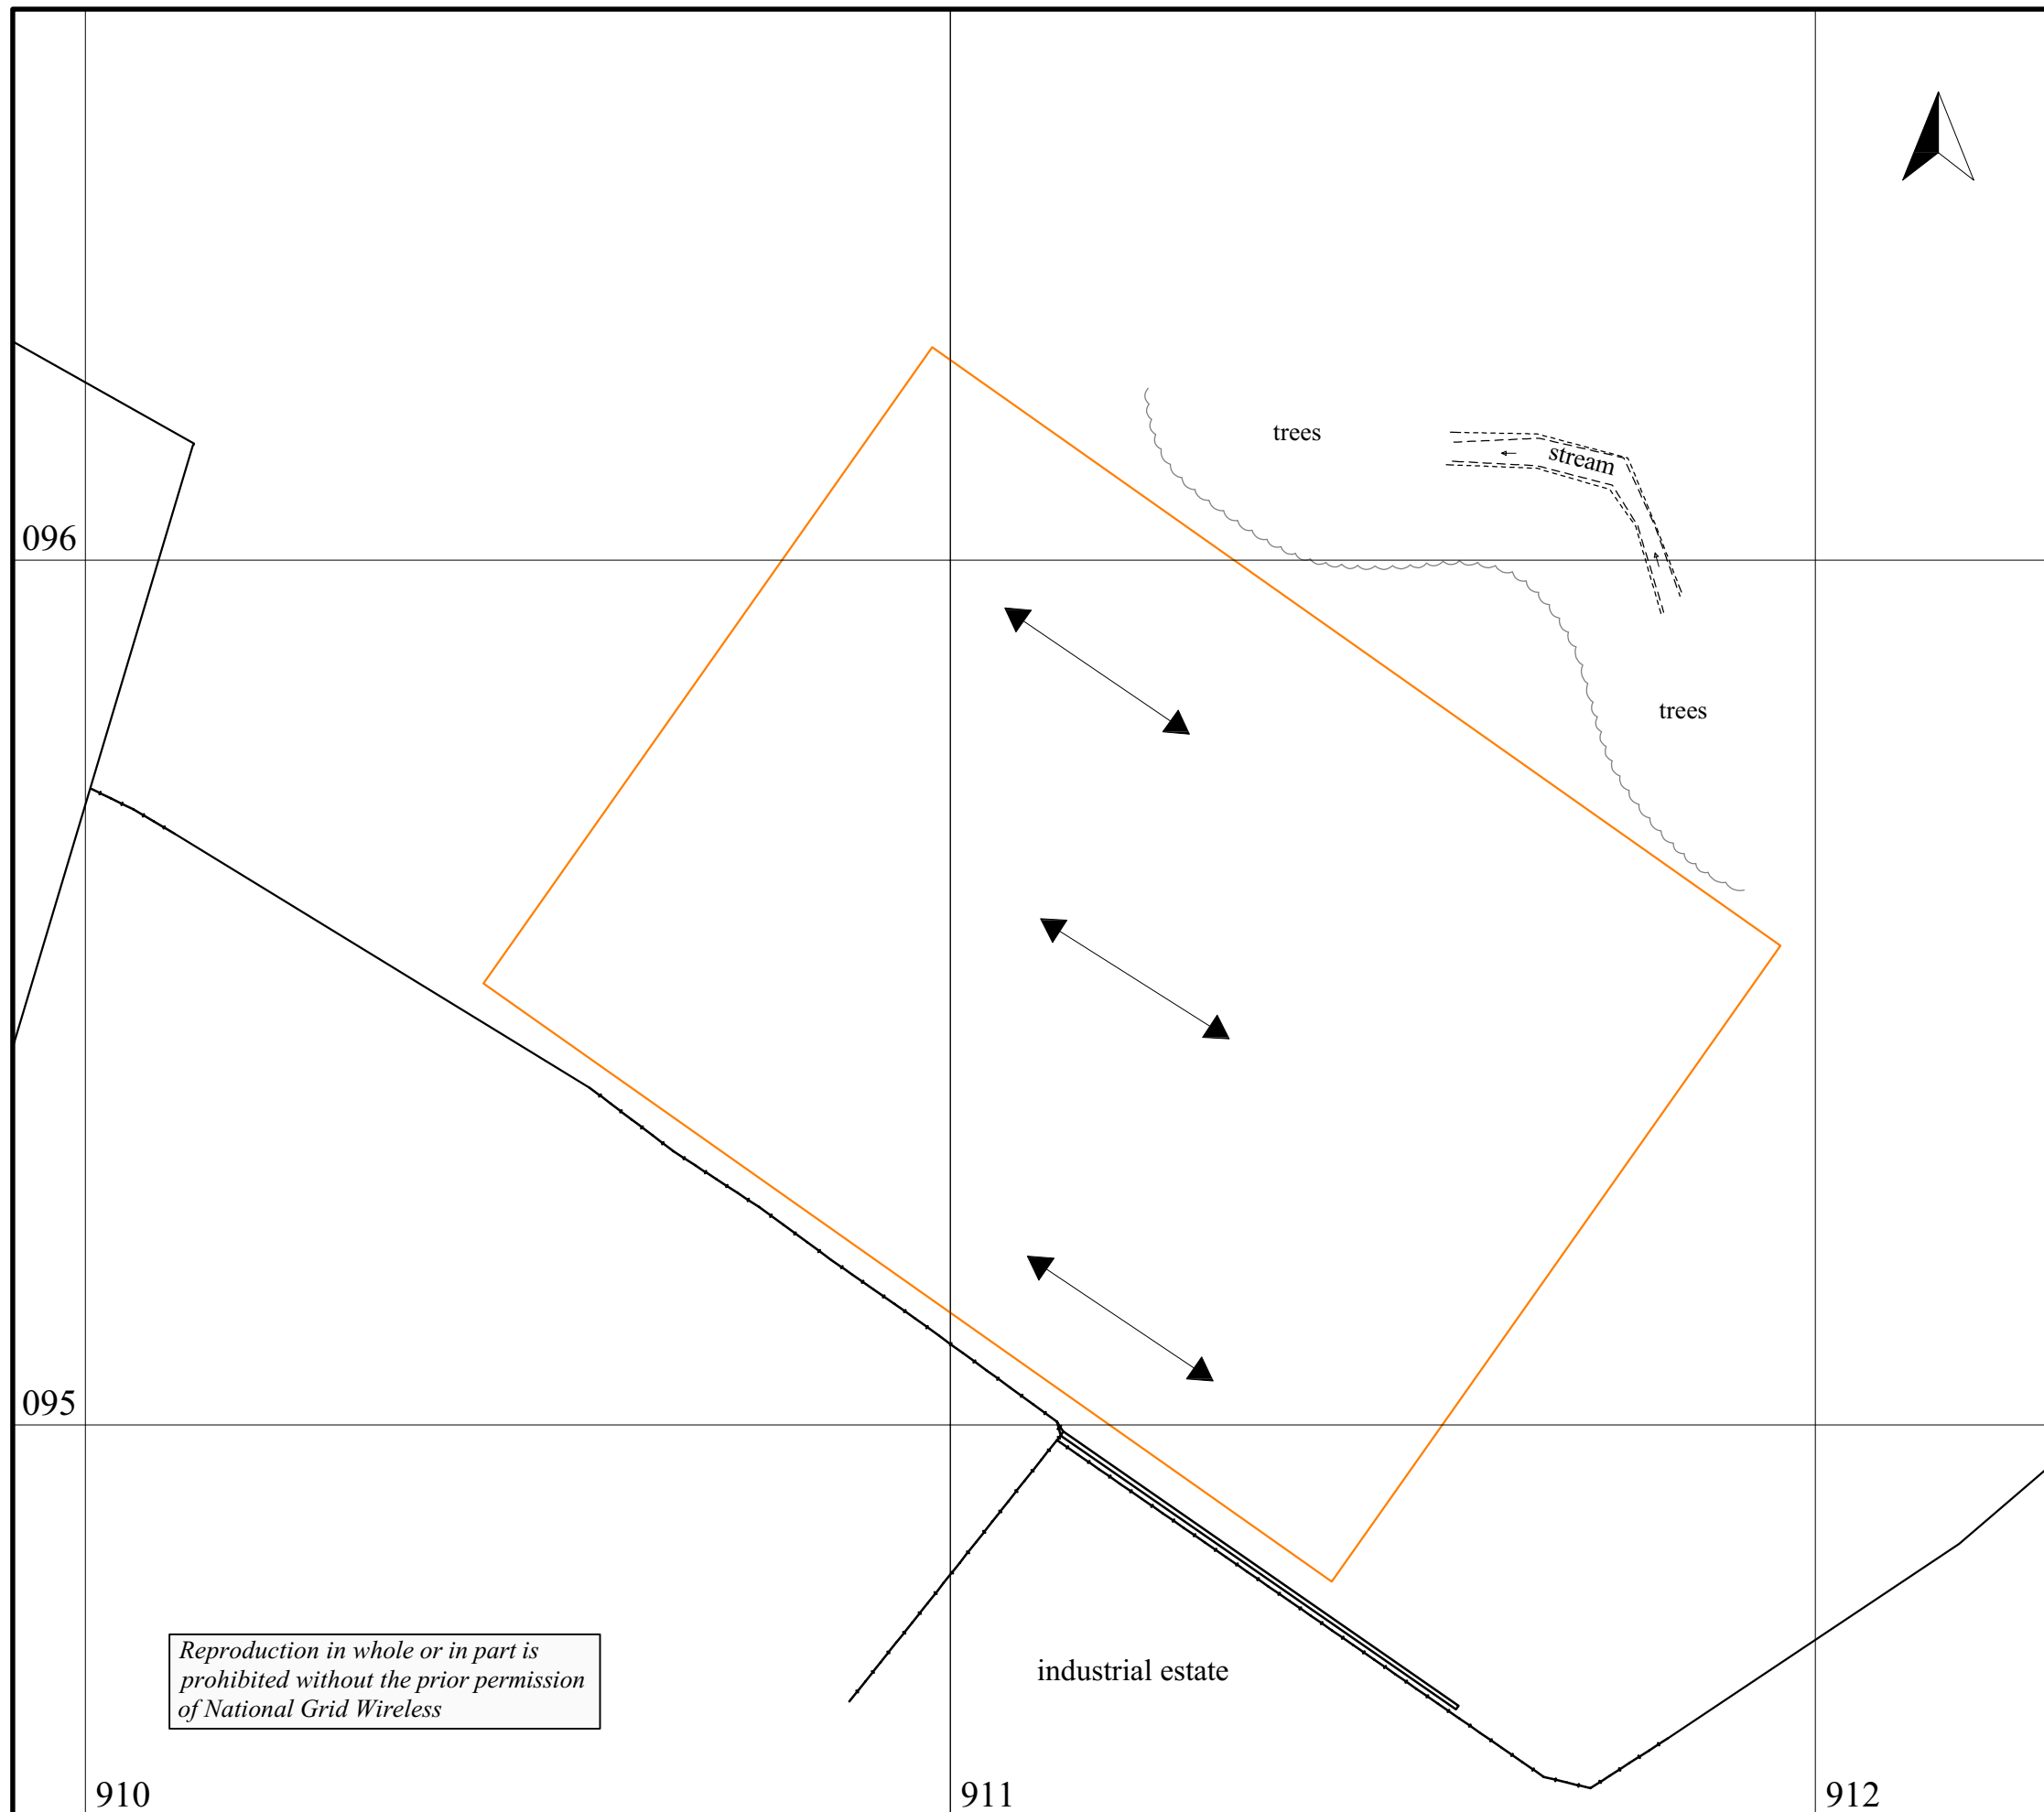 trees
stream
096
trees
095
Reproduction in whole or in part is
prohibited without the prior permission
of National Grid Wireless
industrial estate
910
911
912